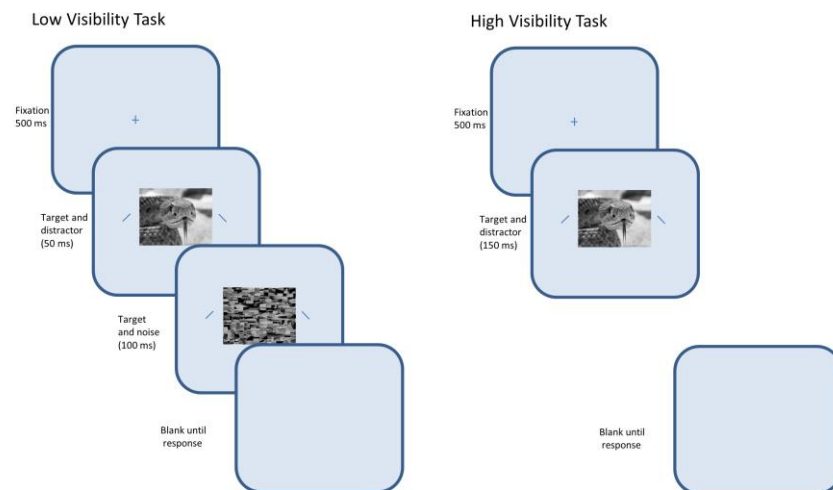 Low Visibility Task
Fixation
500 ms
Target and
distractor
(50 ms)
Target
and noise
(100 ms)
Blank until
response
High Visibility Task
Fixation
500 ms
Target and
distractor
(150 ms)
Blank until
response